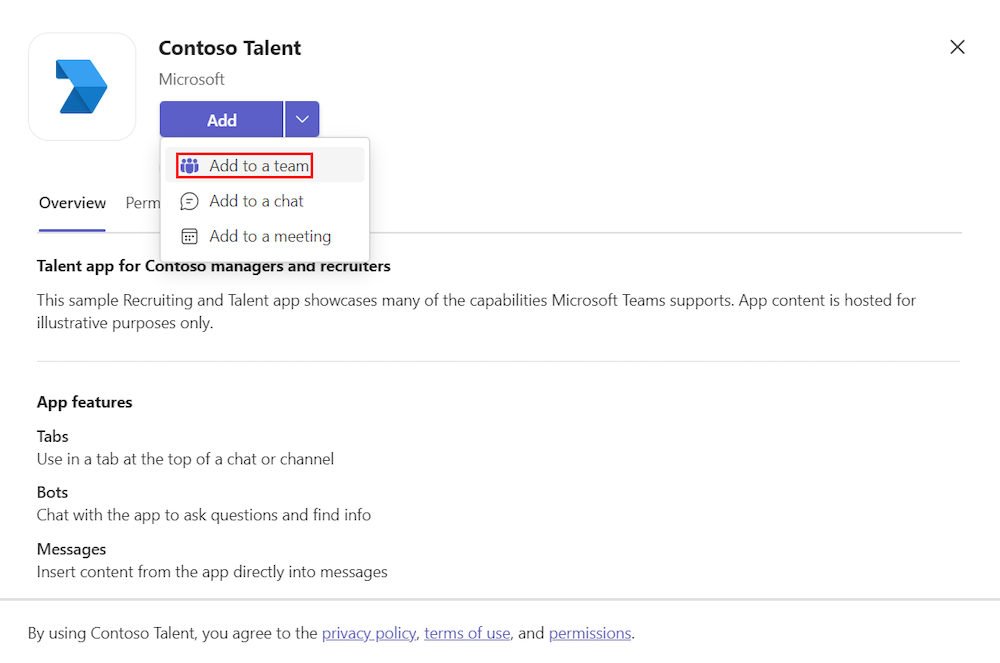 Contoso Talent
Microsoft
Add
Add to a team
Add to a chat
Add to a meeting
Overview
Perm
Talent app for Contoso managers and recruiters
This sample Recruiting and Talent app showcases many of the capabilities Microsoft Teams supports. App content is hosted for
illustrative purposes only.
App features
Tabs
Use in a tab at the top of a chat or channel
Bots
Chat with the app to ask questions and find info
Messages
Insert content from the app directly into messages
By using Contoso Talent, you agree to the privacy policy, terms of use, and permissions.